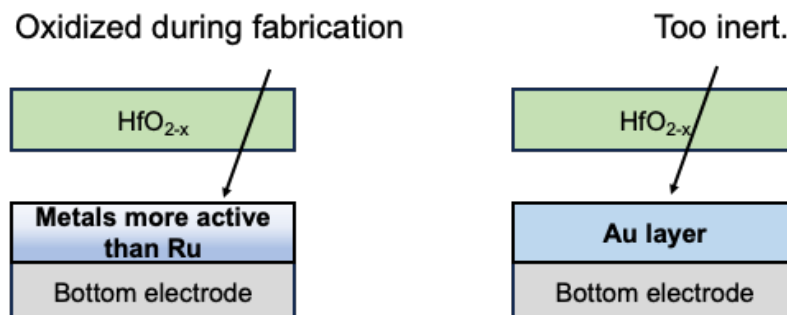 Oxidized during fabrication
Too inert.
HfO₂₋ₓ
HfO₂₋ₓ
Metals more active
than Ru
Au layer
Bottom electrode
Bottom electrode